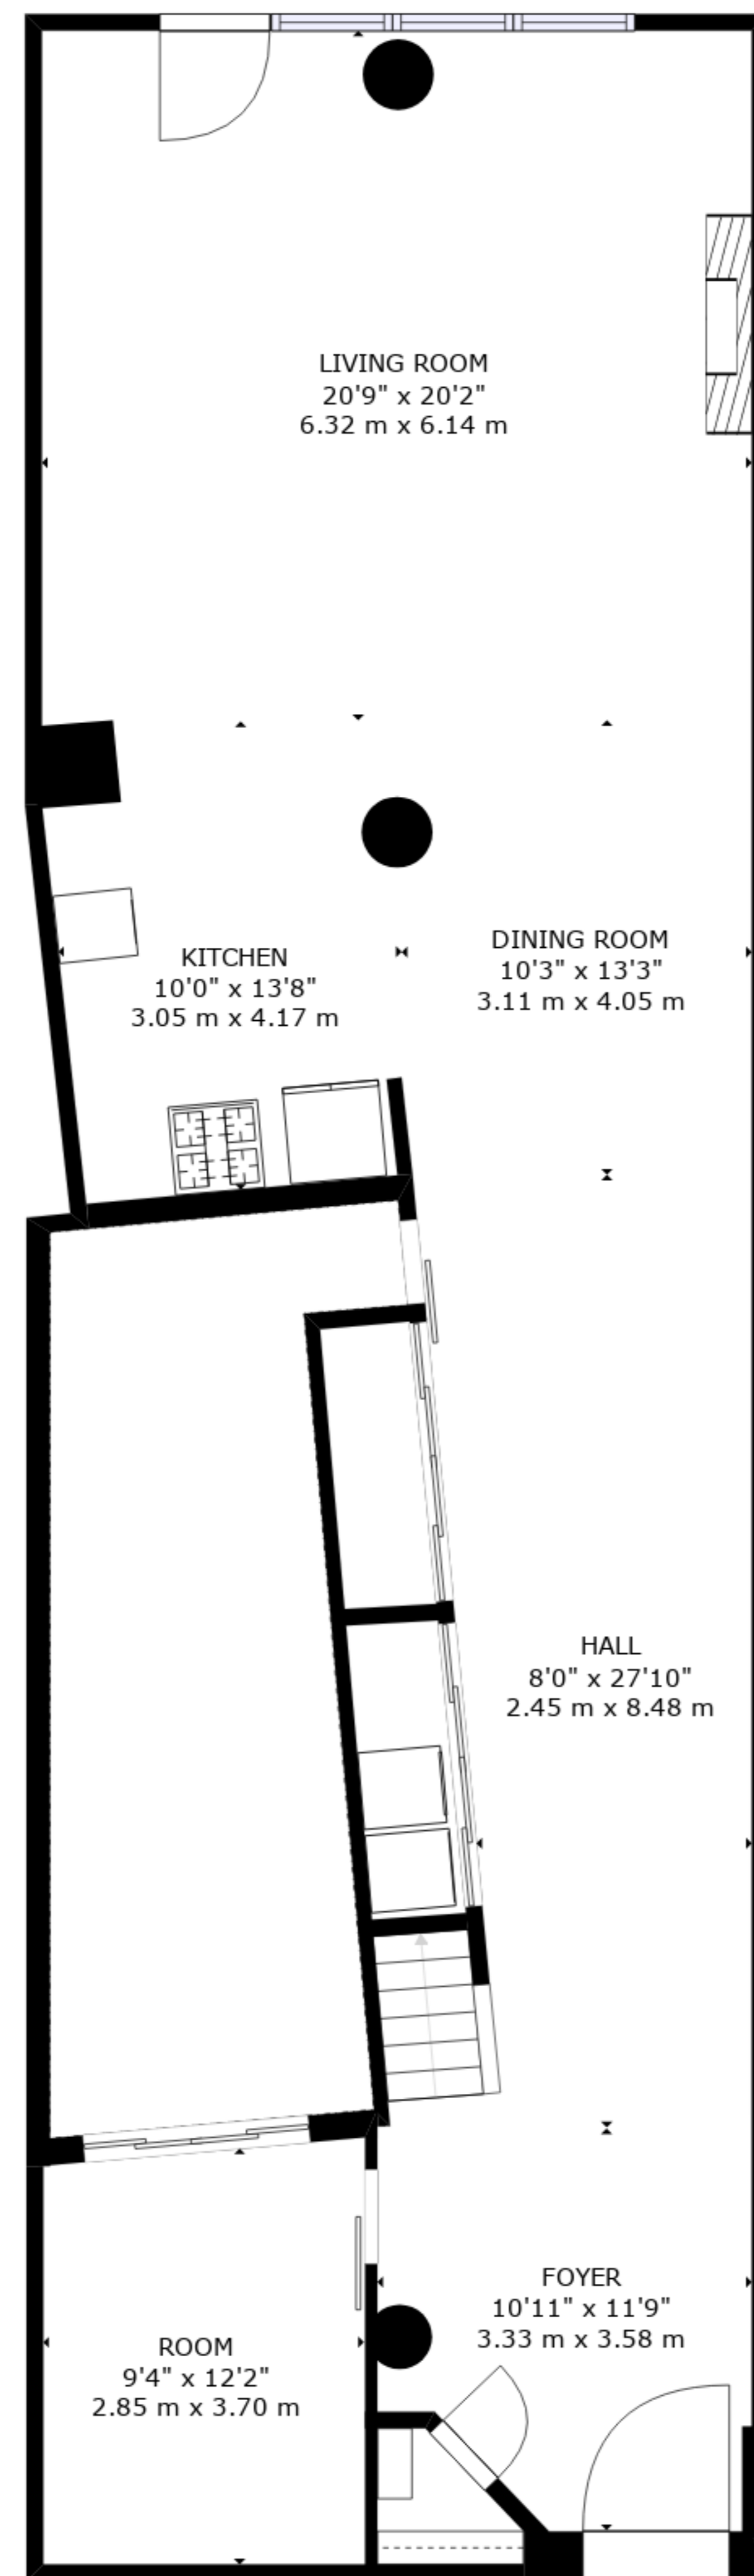 LIVING ROOM
20'9" x 20'2"
6.32 m x 6.14 m
KITCHEN
10'0" x 13'8"
3.05 m x 4.17 m
DINING ROOM
10'3" x 13'3"
3.11 m x 4.05 m
HALL
8'0" x 27'10"
2.45 m x 8.48 m
FOYER
10'11" x 11'9"
3.33 m x 3.58 m
ROOM
9'4" x 12'2"
2.85 m x 3.70 m